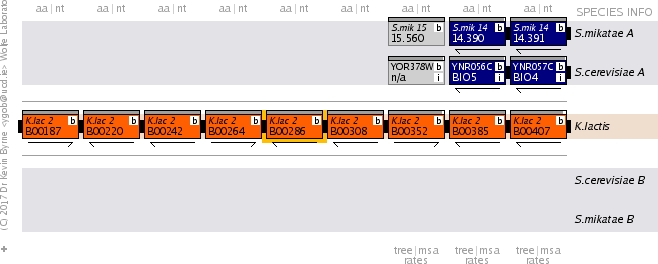 aa|nt aa|nt aa|nt aa|nt aa|nt aa|nt aa|nt aa|nt aa|nt SPECIES INFO
S.mik 15 b S.mik 14 b S.mik 14 b
15.560 14.390 14.391 S.mikatae A
YOR378W b YNR056C b YNR057C b
n/a i BIO5 i BIO4 i S.cerevisiae A
K.lac 2 b K.lac 2 b K.lac 2 b K.lac 2 b K.lac 2 b K.lac 2 b K.lac 2 b K.lac 2 b K.lac 2 b
B00187 B00220 B00242 B00264 B00286 B00308 B00352 B00385 B00407 K.lactis
S.cerevisiae B
S.mikatae B
tree|msa tree|msa tree|msa
rates rates rates
(C) 2017 Dr Kevin Byrne <ygob@ucd.ie> Wolfe Laborato